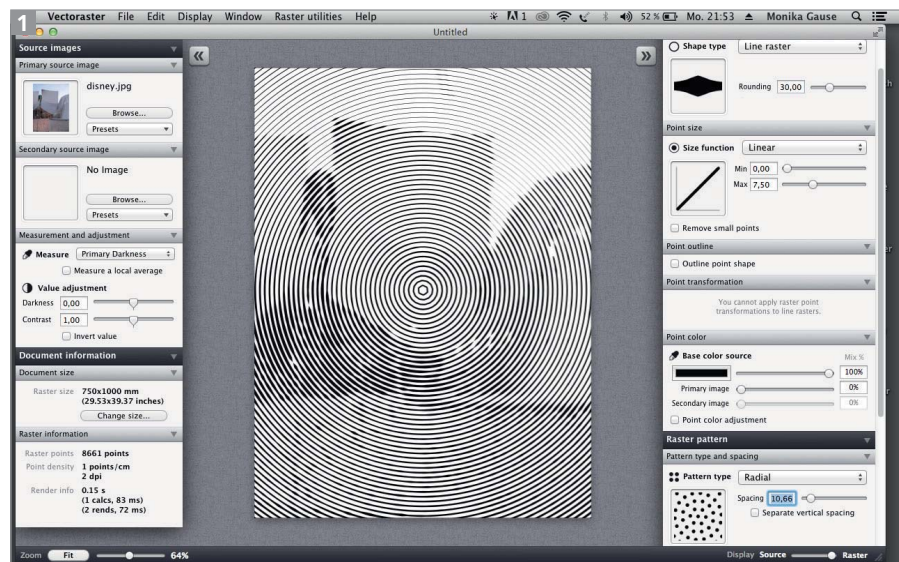 1
Vectoraster File Edit Display Window Raster utilities Help
1
52 %
Mo. 21:53 Monika Gause
Untitled
Source images
Primary source image
disney.jpg
Browse...
Presets
Secondary source image
No Image
Browse...
Presets
Measurement and adjustment
Measure Primary Darkness
Measure a local average
Value adjustment
Darkness 0,00
Contrast 1,00
Invert value
Document information
Document size
Raster size 750x1000 mm
(29.53x39.37 inches)
Change size...
Raster information
Raster points 8661 points
Point density 1 points/cm
2 dpi
Render info 0.15 s
(1 calcs, 83 ms)
(2 rends, 72 ms)
Zoom Fit 64%
«
»
Shape type Line raster
Rounding 30,00
Point size
Size function Linear
Min 0,00
Max 7,50
Remove small points
Point outline
Outline point shape
Point transformation
You cannot apply raster point
transformations to line rasters.
Point color
Base color source Mix %
100%
Primary image 0%
Secondary image 0%
Point color adjustment
Raster pattern
Pattern type and spacing
Pattern type Radial
Spacing 10,66
Separate vertical spacing
Display Source Raster